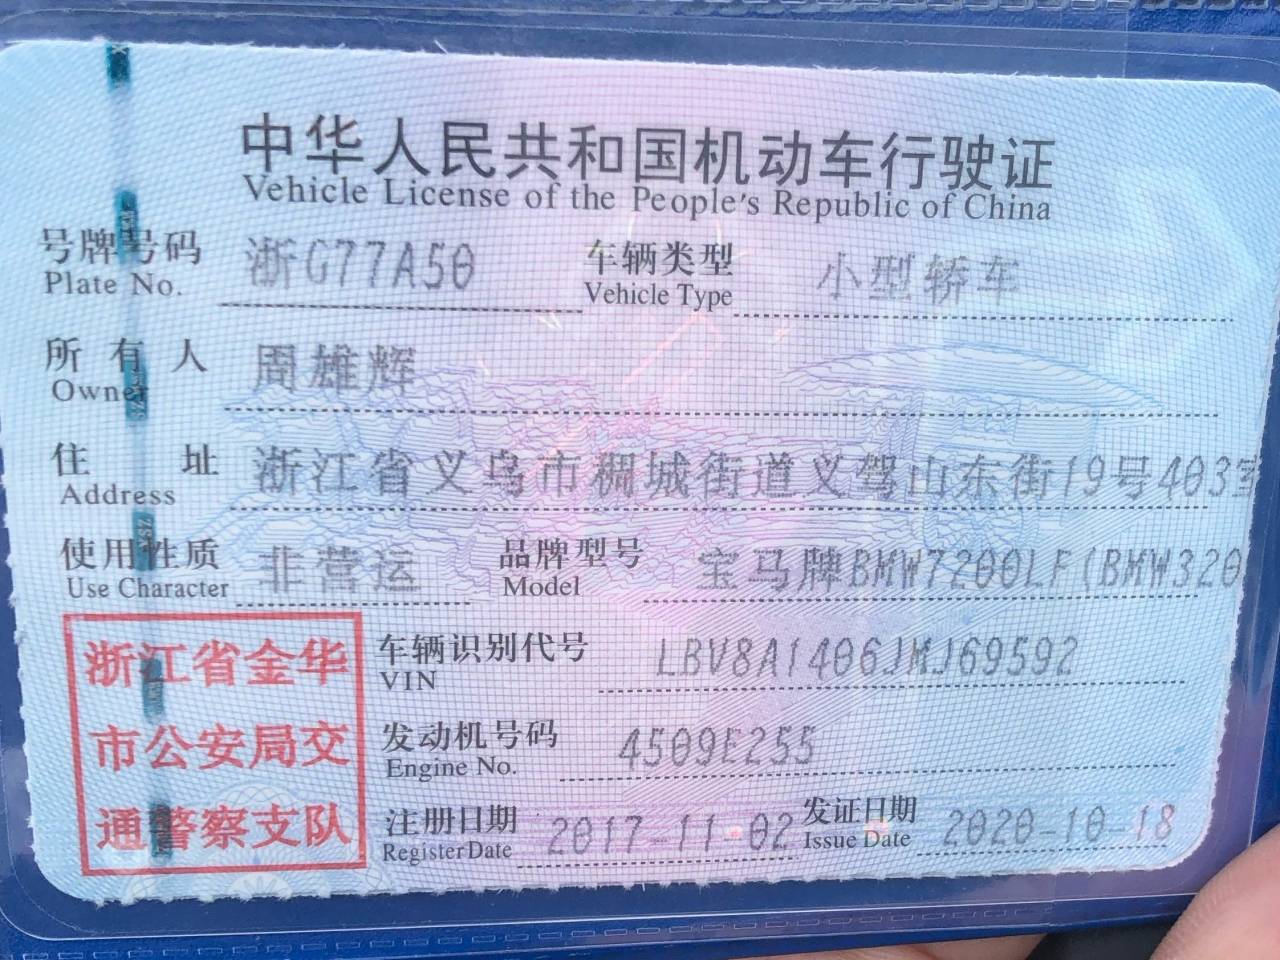 中华人民共和国机动车行驶证
Vehicle License of the People's Republic of China
号牌号码 浙G77A50 车辆类型 小型轿车
Plate No. Vehicle Type
所有人 周雄辉
Owner
住址 浙江省义乌市稠城街道义驾山东街19号403室
Address
使用性质 非营运 品牌型号 宝马牌BMW7200LF(BMW320
Use Character Model
浙江省金华
市公安局交
通警察支队
车辆识别代号 LBV8A1406JMJ69592
VIN
发动机号码 4509E255
Engine No.
注册日期 2017-11-02 发证日期 2020-10-18
Register Date Issue Date